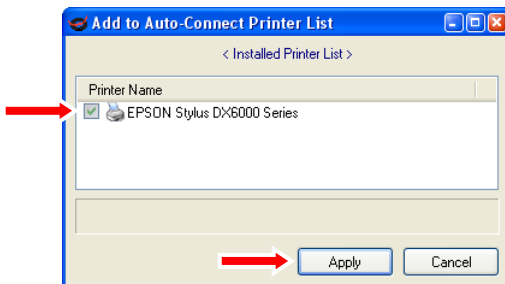 Add to Auto-Connect Printer List
< Installed Printer List >
Printer Name
EPSON Stylus DX6000 Series
Apply Cancel